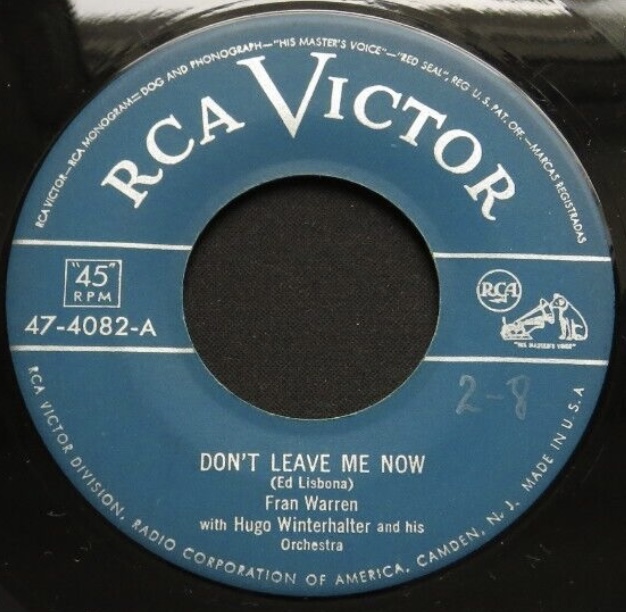 RCA VICTOR—RCA MONOGRAM—DOG AND PHONOGRAPH—"HIS MASTER'S VOICE"—"RED SEAL", REG U.S. PAT. OFF.—MARCAS REGISTRADAS
RCA VICTOR
"45"
RPM
47-4082-A
RCA
"HIS MASTER'S VOICE"
2-8
DON'T LEAVE ME NOW
(Ed Lisbona)
Fran Warren
with Hugo Winterhalter and his
Orchestra
RCA VICTOR DIVISION, RADIO CORPORATION OF AMERICA, CAMDEN, N. J. MADE IN U.S.A